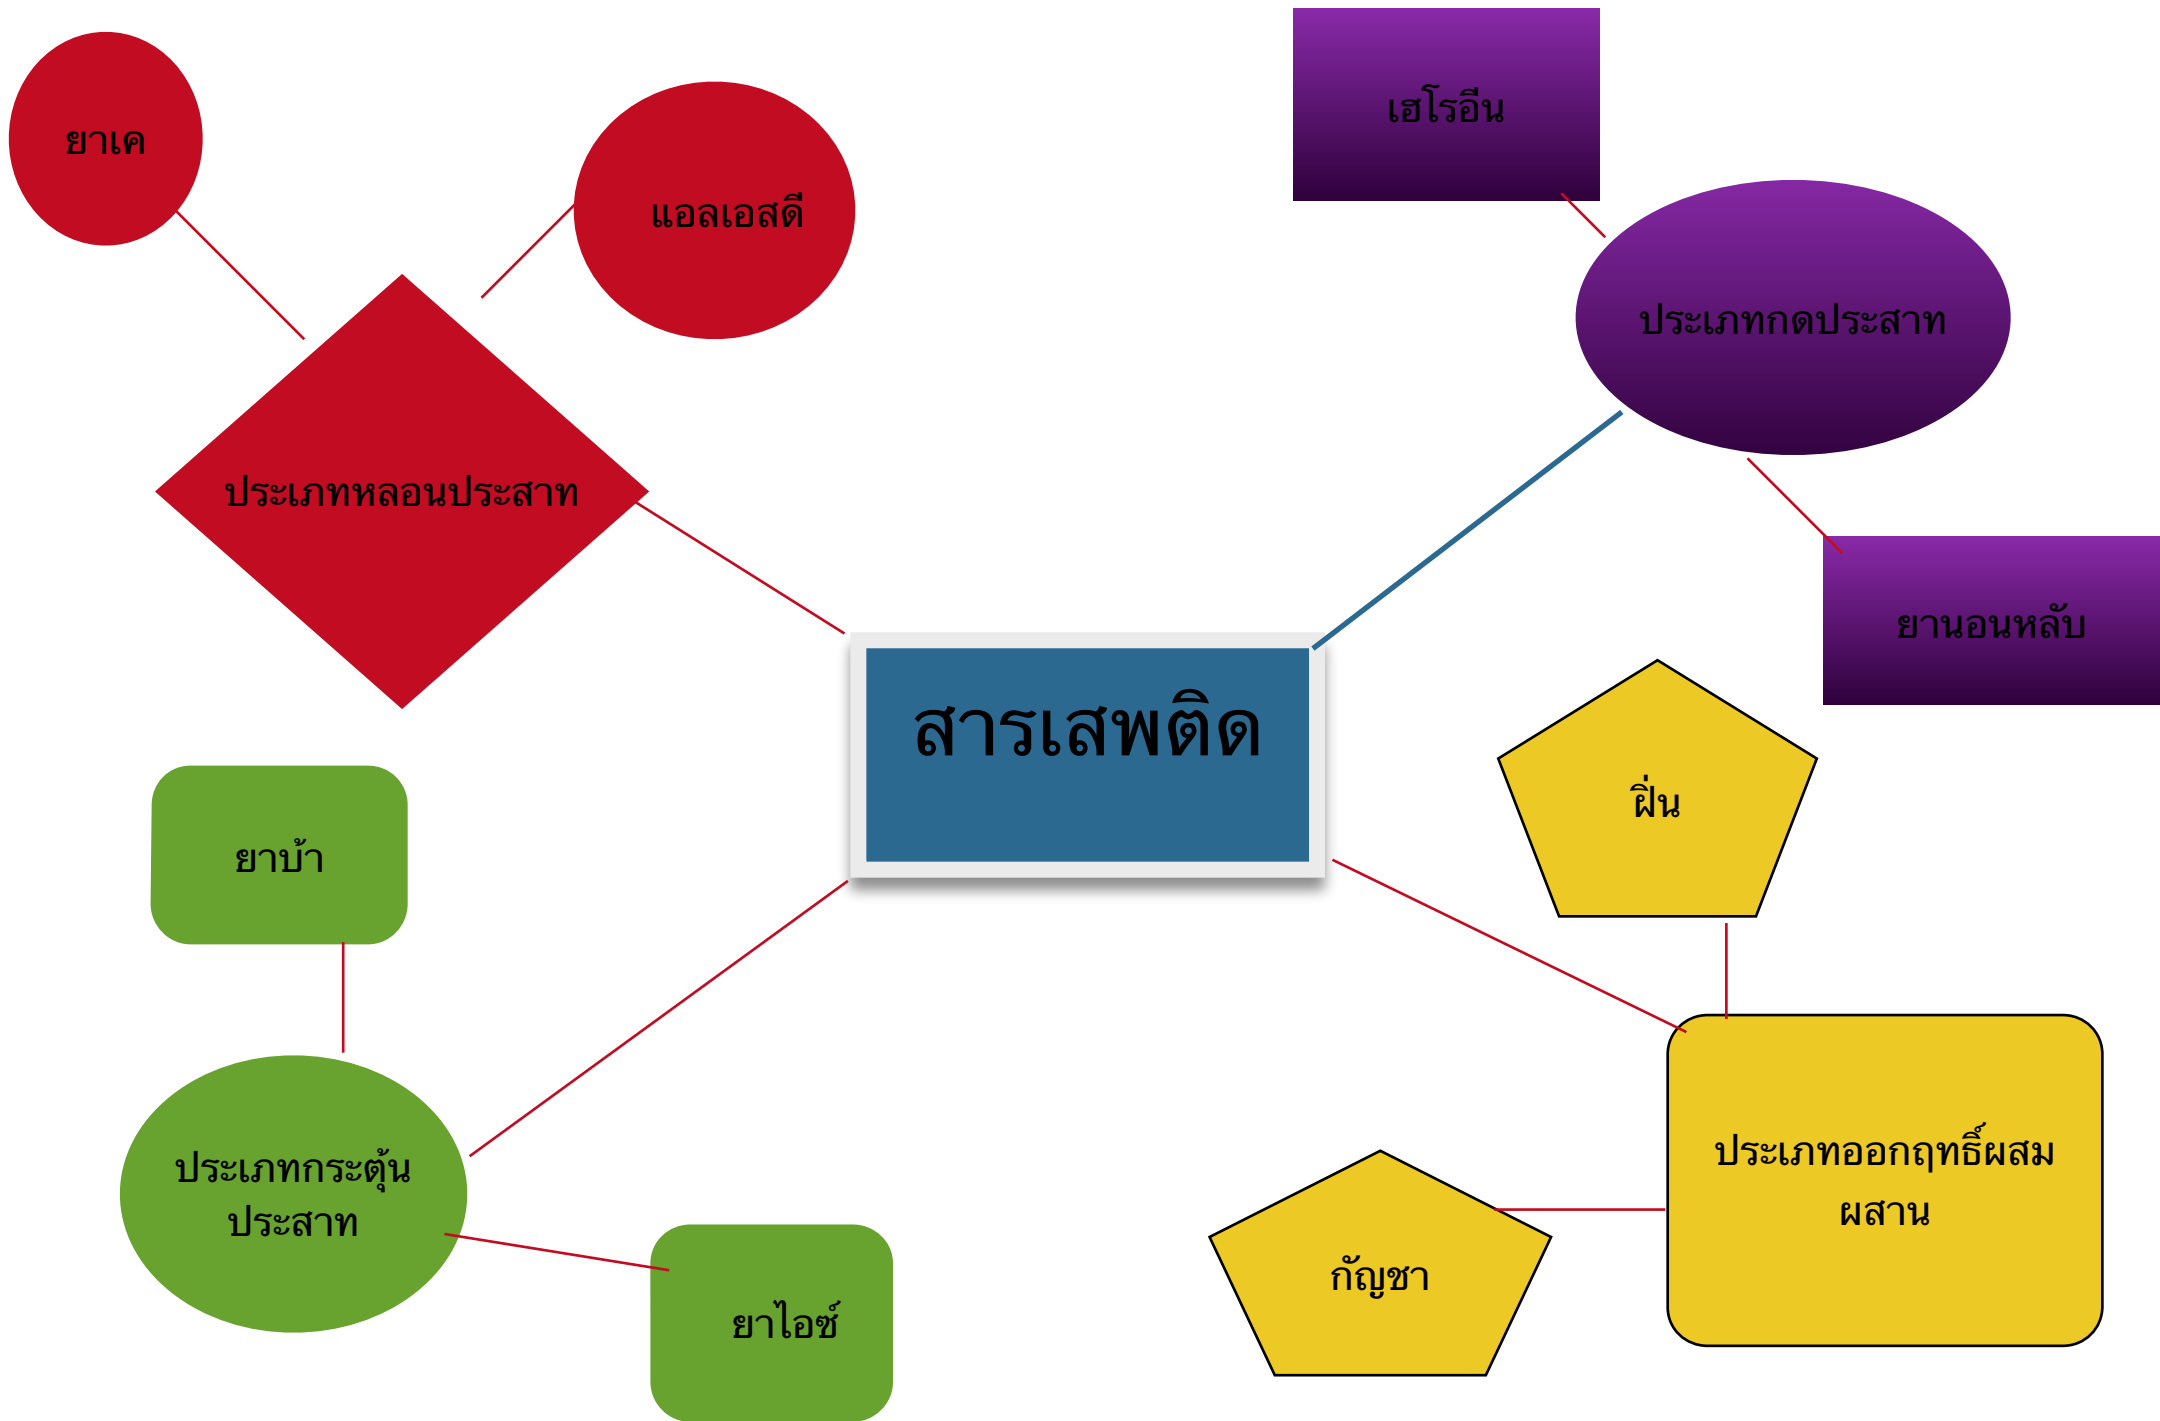 เฮโรอีน
ยาเค
แอลเอสดี
ประเภทกดประสาท
ประเภทหลอนประสาท
ยานอนหลับ
สารเสพติด
ฝิ่น
ยาบ้า
ประเภทออกฤทธิ์ผสม
ผสาน
ประเภทกระตุ้น
ประสาท
กัญชา
ยาไอซ์